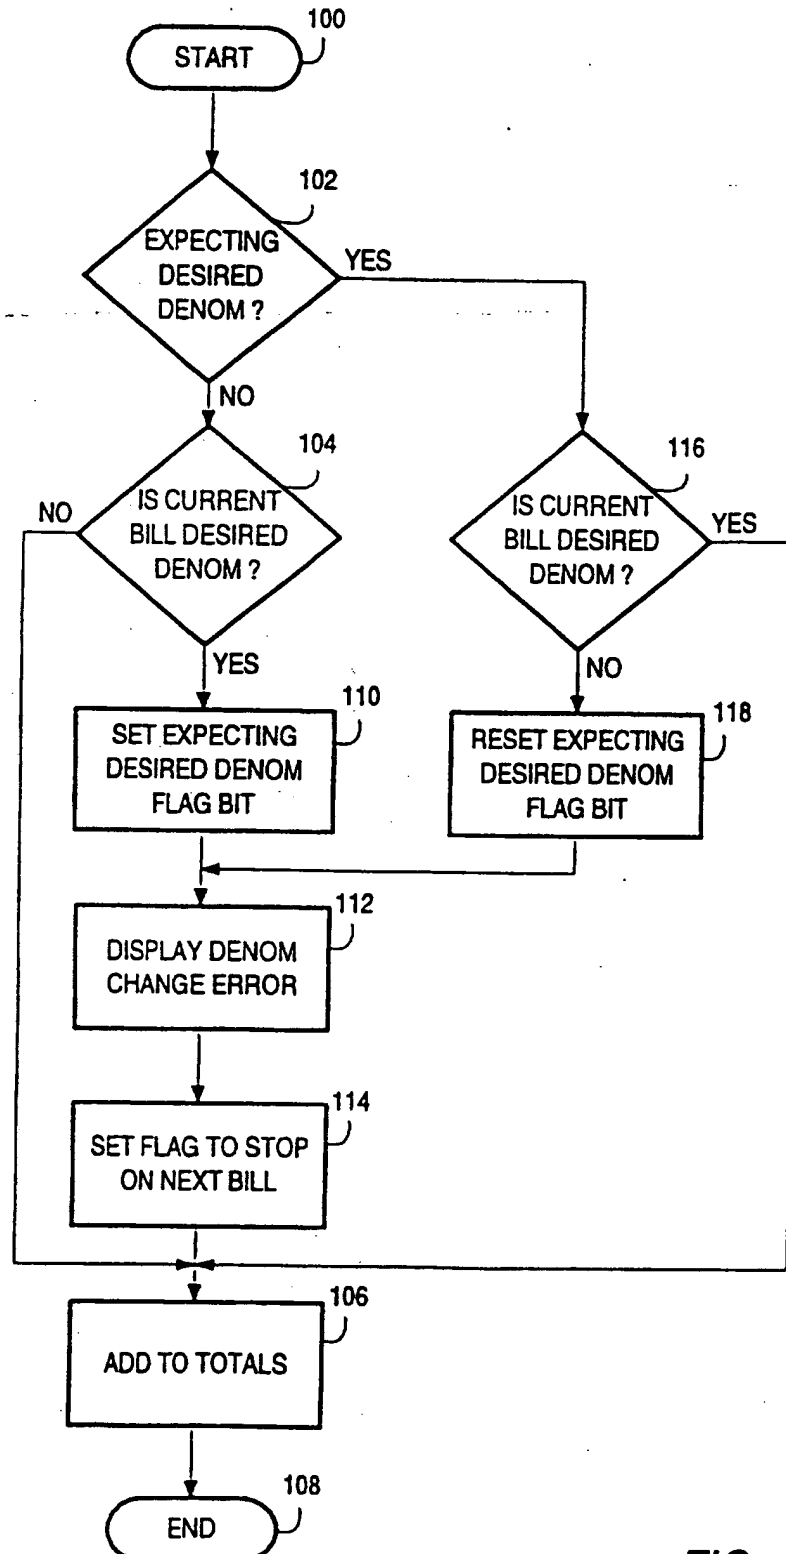 100
START
102
EXPECTING
DESIRED
DENOM ?
YES
NO
104
IS CURRENT
BILL DESIRED
DENOM ?
NO
YES
116
IS CURRENT
BILL DESIRED
DENOM ?
YES
NO
110
SET EXPECTING
DESIRED DENOM
FLAG BIT
118
RESET EXPECTING
DESIRED DENOM
FLAG BIT
112
DISPLAY DENOM
CHANGE ERROR
114
SET FLAG TO STOP
ON NEXT BILL
106
ADD TO TOTALS
108
END